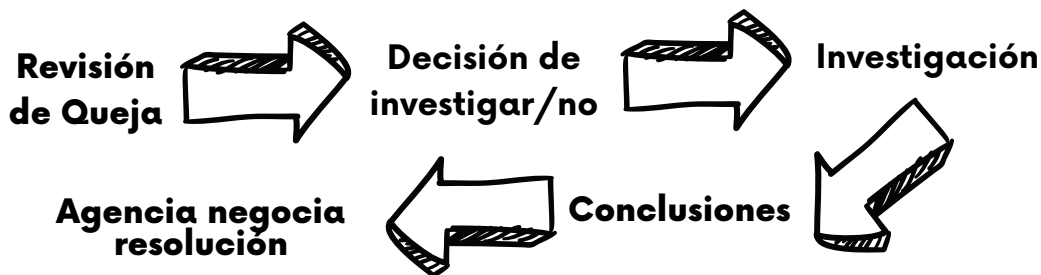 Revisión
de Queja
Decisión de
investigar/no
Investigación
Conclusiones
Agencia negocia
resolución